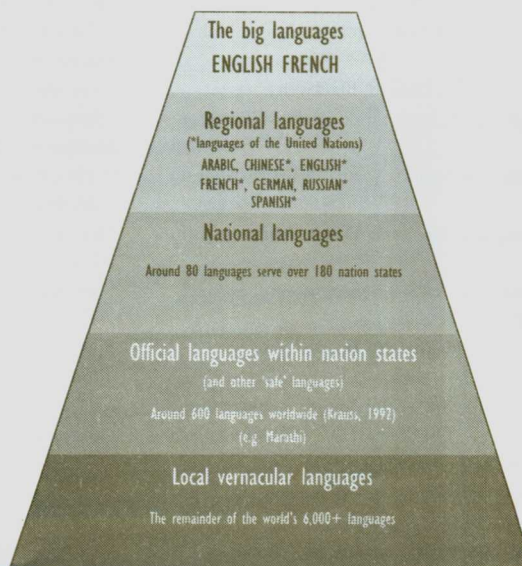 The big languages
ENGLISH FRENCH
Regional languages
(*languages of the United Nations)
ARABIC, CHINESE*, ENGLISH*
FRENCH*, GERMAN, RUSSIAN*
SPANISH*
National languages
Around 80 languages serve over 180 nation states
Official languages within nation states
(and other 'safe' languages)
Around 600 languages worldwide (Krauss, 1992)
(e.g. Marathi)
Local vernacular languages
The remainder of the world's 6,000+ languages